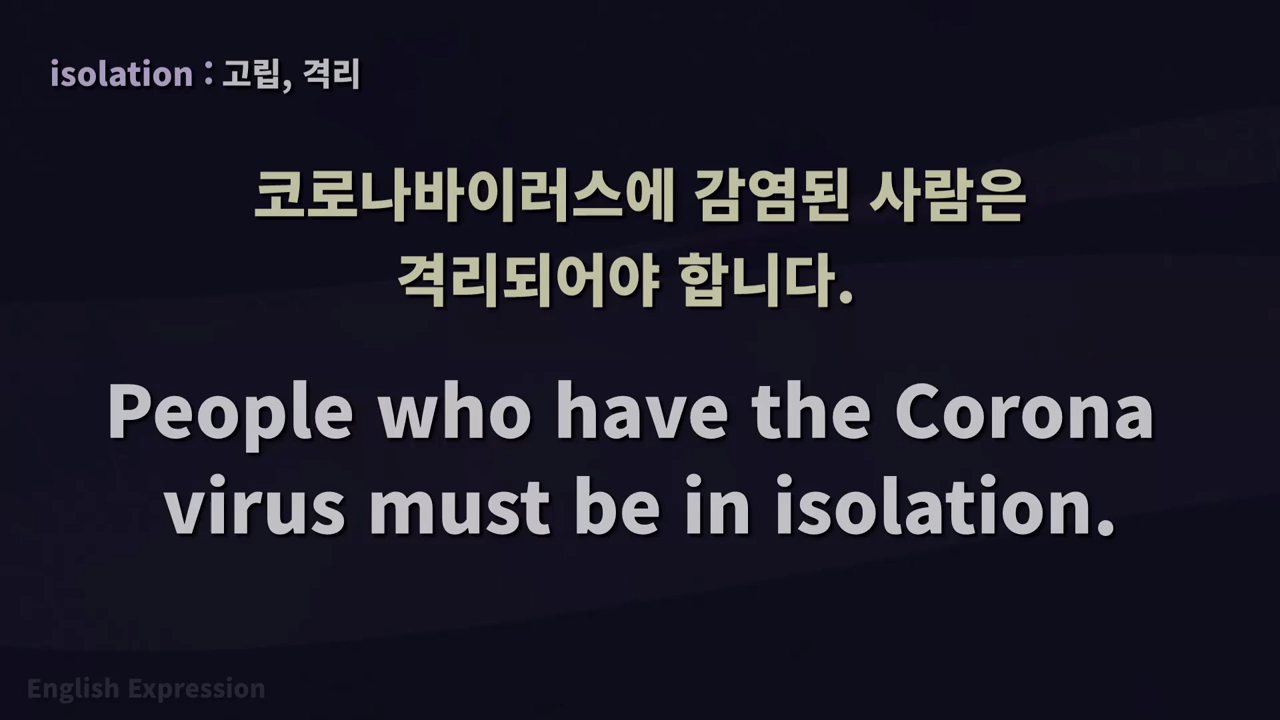 isolation : 고립, 격리
코로나바이러스에 감염된 사람은
격리되어야 합니다.
People who have the Corona
virus must be in isolation.
English Expression